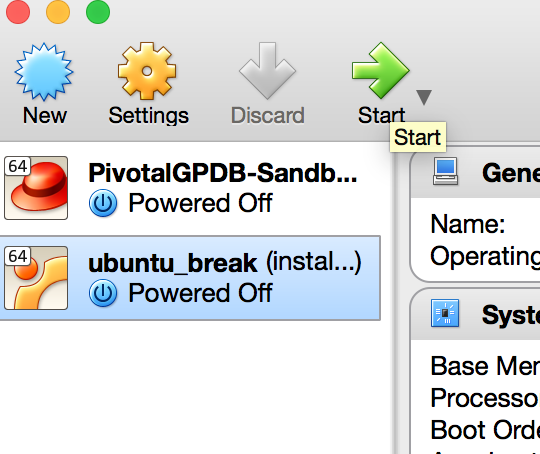 New Settings Discard Start
Start
64 PivotalGPDB-Sandb...
Powered Off
64 ubuntu_break (instal...)
Powered Off
Gene
Name:
Operating
Syste
Base Mem
Processo
Boot Orde